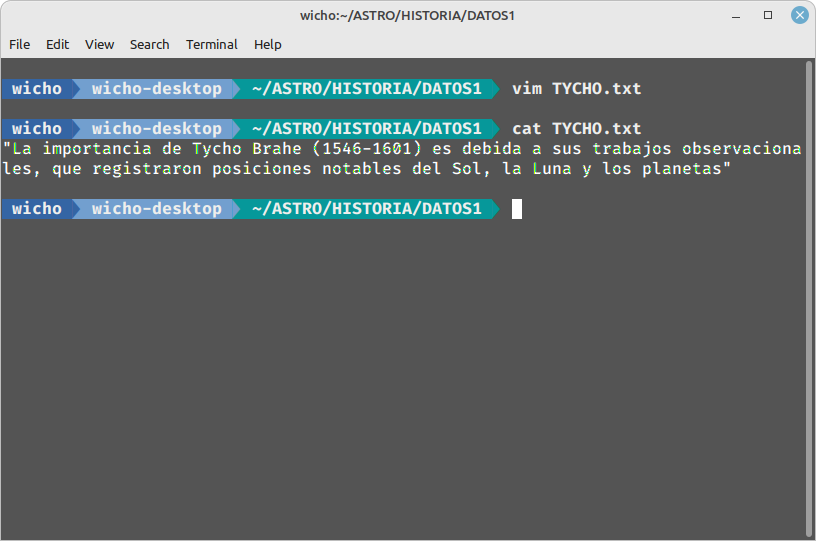 wicho:~/ASTRO/HISTORIA/DATOS1
File Edit View Search Terminal Help
wicho wicho-desktop ~/ASTRO/HISTORIA/DATOS1 vim TYCHO.txt
wicho wicho-desktop ~/ASTRO/HISTORIA/DATOS1 cat TYCHO.txt
"La importancia de Tycho Brahe (1546-1601) es debida a sus trabajos observaciona
les, que registraron posiciones notables del Sol, la Luna y los planetas"
wicho wicho-desktop ~/ASTRO/HISTORIA/DATOS1